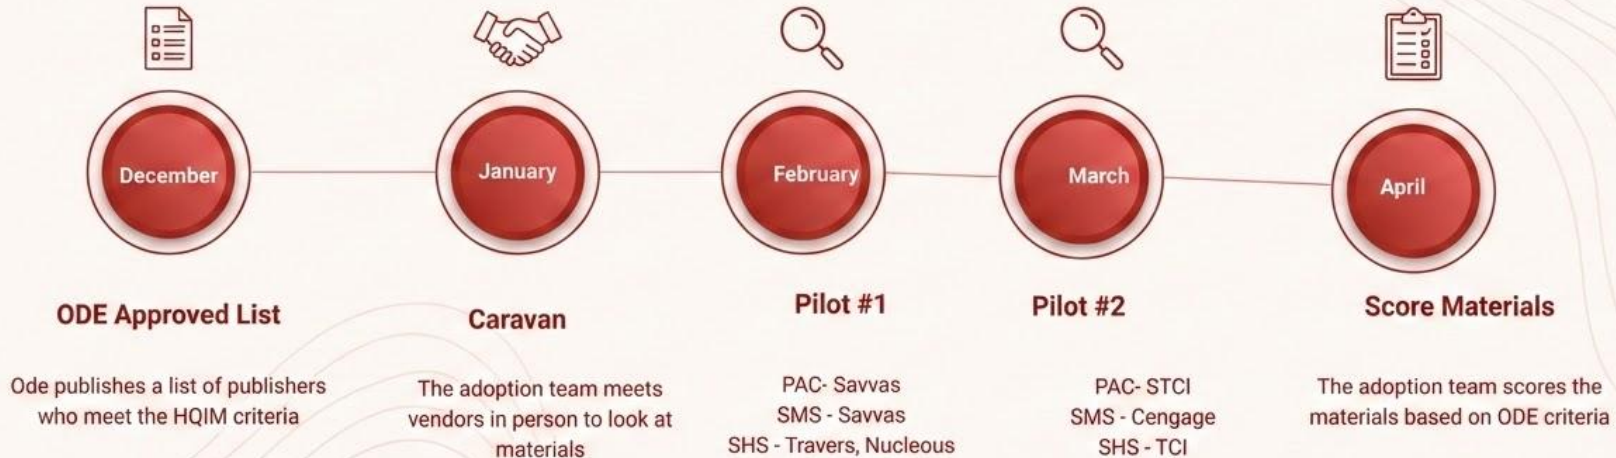 December
ODE Approved List
Ode publishes a list of publishers
who meet the HQIM criteria
January
Caravan
The adoption team meets
vendors in person to look at
materials
February
Pilot #1
PAC- Savvas
SMS - Savvas
SHS - Travers, Nucleous
March
Pilot #2
PAC- STCI
SMS - Cengage
SHS - TCI
April
Score Materials
The adoption team scores the
materials based on ODE criteria